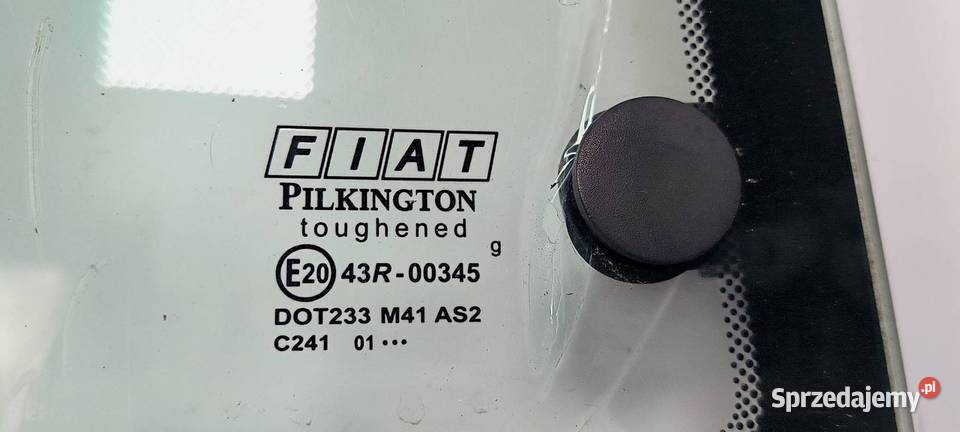 FIAT
PILKINGTON
toughened
g
E20 43R-00345
DOT233 M41 AS2
C241 01 •••
Sprzedajemy.pl